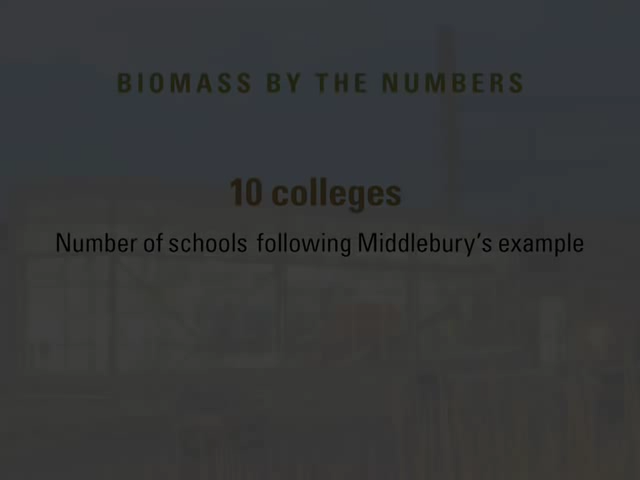 BIOMASS BY THE NUMBERS
10 colleges
Number of schools following Middlebury's example